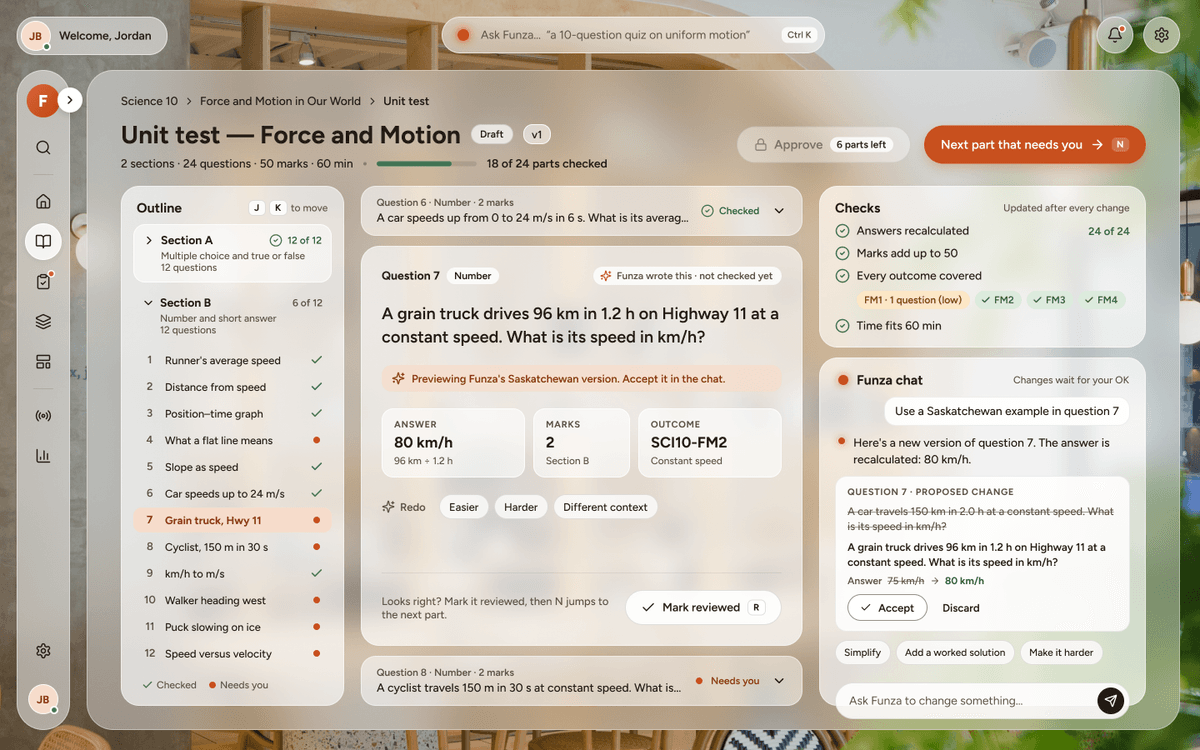 JB
Welcome, Jordan
Ask Funza... "a 10-question quiz on uniform motion"
Ctrl K
F
Science 10 > Force and Motion in Our World > Unit test
Unit test — Force and Motion
Draft
v1
2 sections · 24 questions · 50 marks · 60 min
18 of 24 parts checked
Approve
6 parts left
Next part that needs you → N
Outline
J K to move
Section A
12 of 12
Multiple choice and true or false
12 questions
Section B
6 of 12
Number and short answer
12 questions
1 Runner's average speed
2 Distance from speed
3 Position–time graph
4 What a flat line means
5 Slope as speed
6 Car speeds up to 24 m/s
7 Grain truck, Hwy 11
8 Cyclist, 150 m in 30 s
9 km/h to m/s
10 Walker heading west
11 Puck slowing on ice
12 Speed versus velocity
Checked
Needs you
JB
Question 6 · Number · 2 marks
A car speeds up from 0 to 24 m/s in 6 s. What is its averag...
Checked
Question 7
Number
Funza wrote this · not checked yet
A grain truck drives 96 km in 1.2 h on Highway 11 at a
constant speed. What is its speed in km/h?
Previewing Funza's Saskatchewan version. Accept it in the chat.
ANSWER
80 km/h
96 km ÷ 1.2 h
MARKS
2
Section B
OUTCOME
SCI10-FM2
Constant speed
Redo
Easier
Harder
Different context
Looks right? Mark it reviewed, then N jumps to
the next part.
Mark reviewed R
Question 8 · Number · 2 marks
A cyclist travels 150 m in 30 s at constant speed. What is...
Needs you
Checks
Updated after every change
Answers recalculated
24 of 24
Marks add up to 50
Every outcome covered
FM1 · 1 question (low)
FM2
FM3
FM4
Time fits 60 min
Funza chat
Changes wait for your OK
Use a Saskatchewan example in question 7
Here's a new version of question 7. The answer is
recalculated: 80 km/h.
QUESTION 7 · PROPOSED CHANGE
A car travels 150 km in 2.0 h at a constant speed. What
is its speed in km/h?
A grain truck drives 96 km in 1.2 h on Highway 11 at a
constant speed. What is its speed in km/h?
Answer 75 km/h → 80 km/h
Accept
Discard
Simplify
Add a worked solution
Make it harder
Ask Funza to change something...